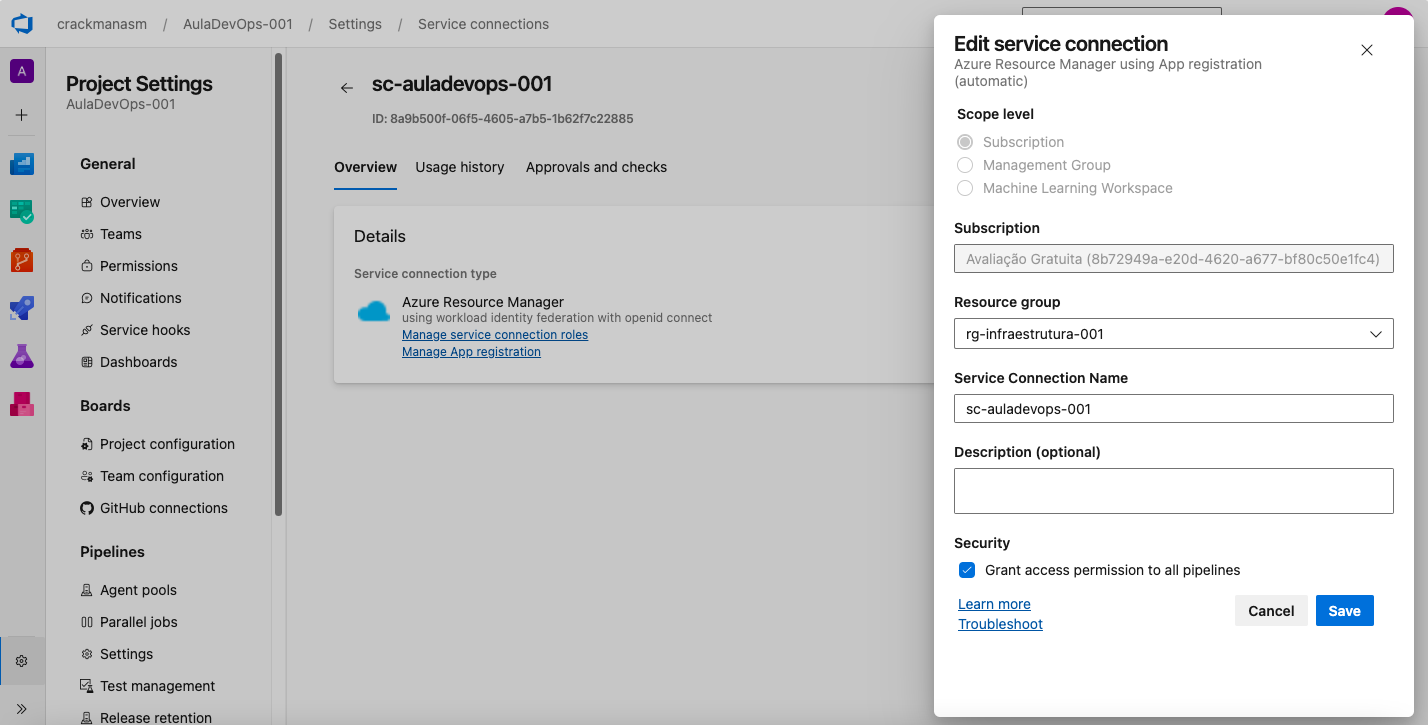 crackmanasm / AulaDevOps-001 / Settings / Service connections
A
Project Settings
AulaDevOps-001
General
Overview
Teams
Permissions
Notifications
Service hooks
Dashboards
Boards
Project configuration
Team configuration
GitHub connections
Pipelines
Agent pools
Parallel jobs
Settings
Test management
Release retention
sc-auladevops-001
ID: 8a9b500f-06f5-4605-a7b5-1b62f7c22885
Overview Usage history Approvals and checks
Details
Service connection type
Azure Resource Manager
using workload identity federation with openid connect
Manage service connection roles
Manage App registration
Edit service connection
Azure Resource Manager using App registration
(automatic)
Scope level
Subscription
Management Group
Machine Learning Workspace
Subscription
Avaliação Gratuita (8b72949a-e20d-4620-a677-bf80c50e1fc4)
Resource group
rg-infraestrutura-001
Service Connection Name
sc-auladevops-001
Description (optional)
Security
Grant access permission to all pipelines
Learn more
Troubleshoot
Cancel Save